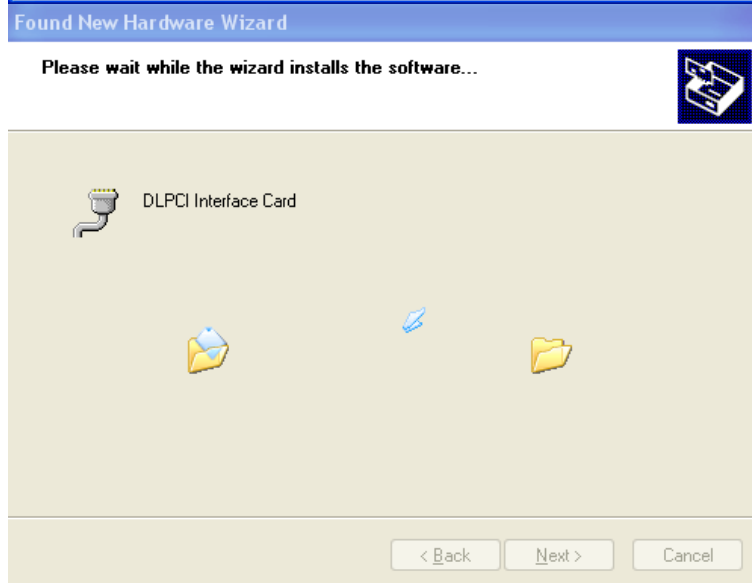 Found New Hardware Wizard
Please wait while the wizard installs the software...
DLPCI Interface Card
< Back
Next >
Cancel